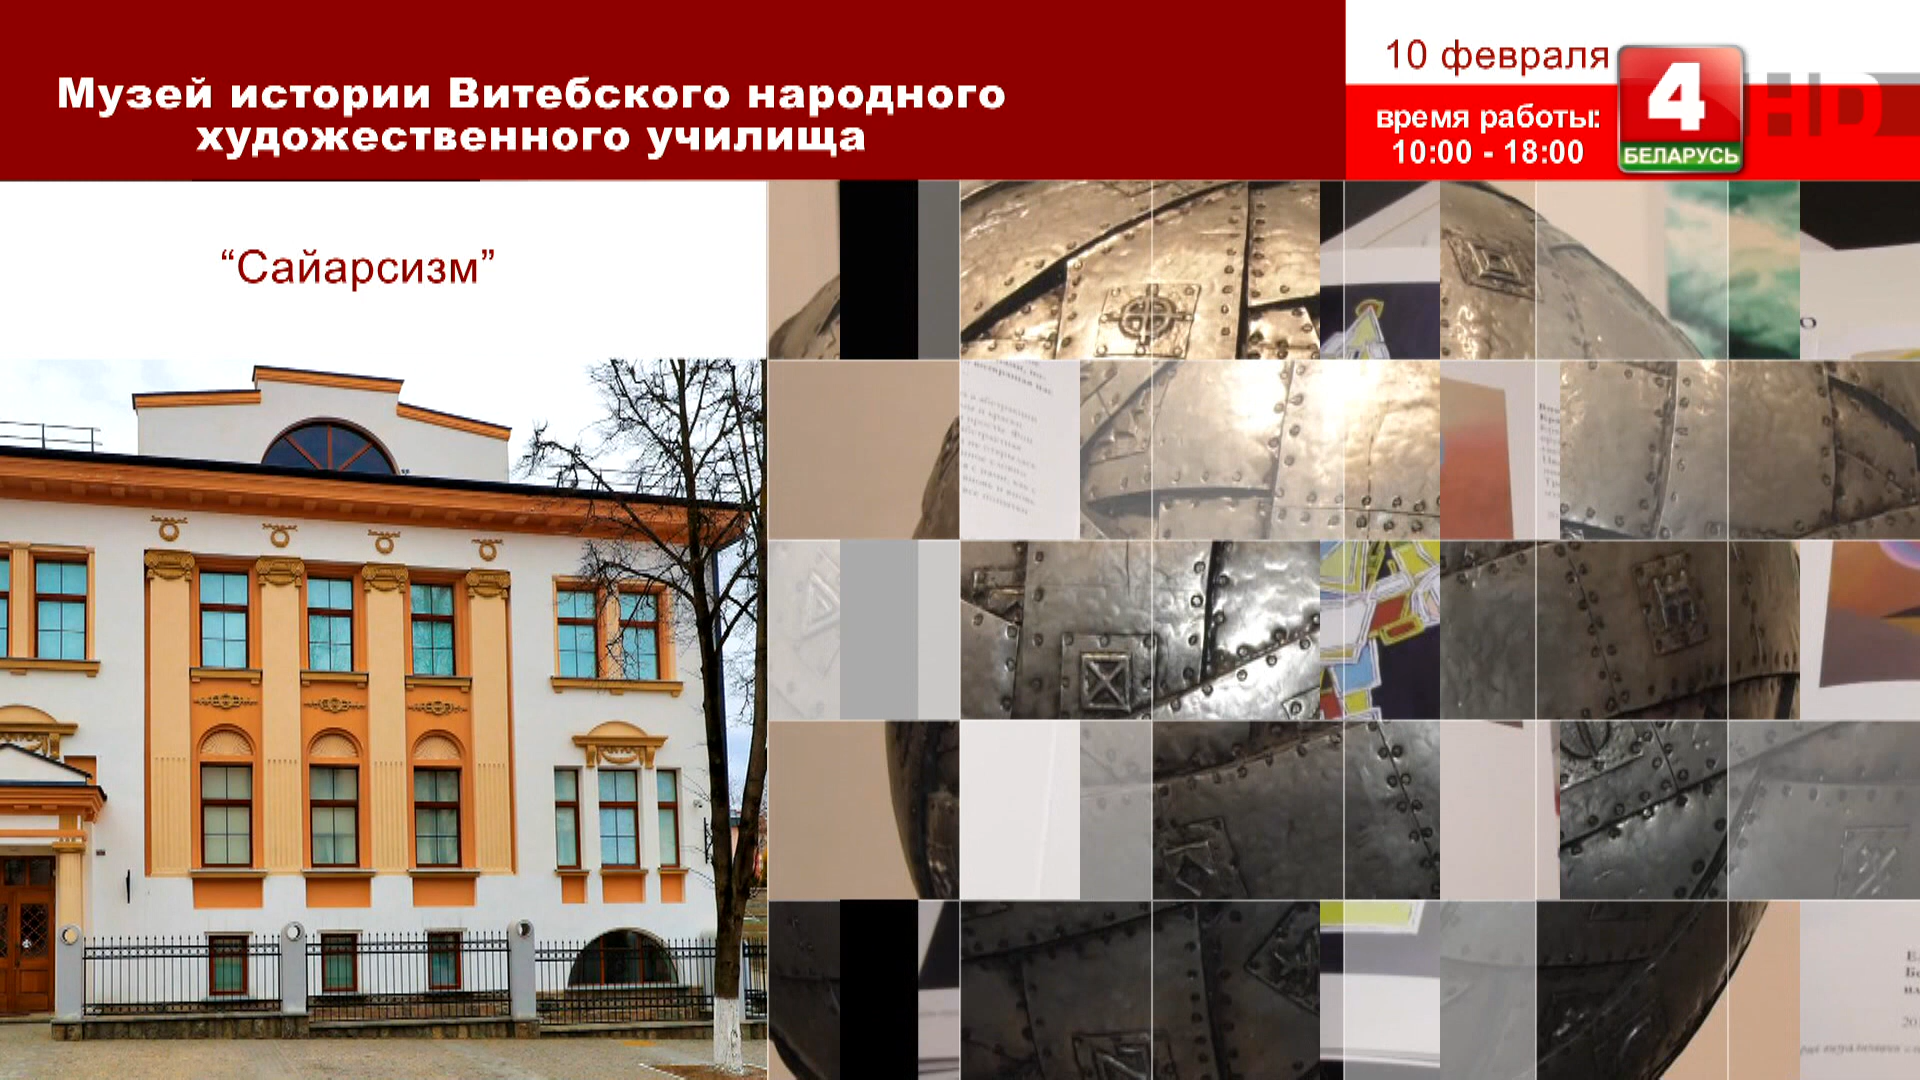 Музей истории Витебского народного
художественного училища
10 февраля
время работы:
10:00 - 18:00
4
HD
БЕЛАРУСЬ
“Сайарсизм”